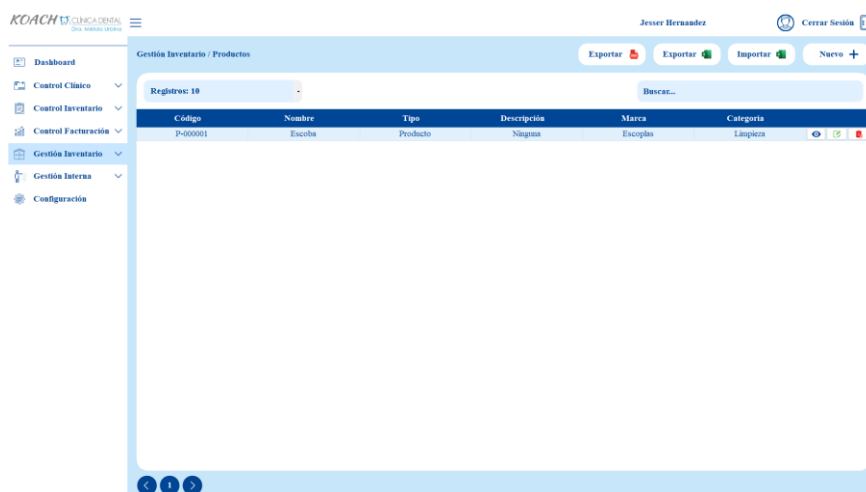 KOACH CLÍNICA DENTAL
Dra. Meliida Urbina
Jesser Hernandez
Cerrar Sesión
Dashboard
Control Clínico
Control Inventario
Control Facturación
Gestión Inventario
Gestión Interna
Configuración
Gestión Inventario / Productos
Exportar
Exportar
Importar
Nuevo +
Registros: 10
Buscar...
Código Nombre Tipo Descripción Marca Categoria
P-000001 Escoba Producto Ninguna Escoplas Limpieza
< 1 >